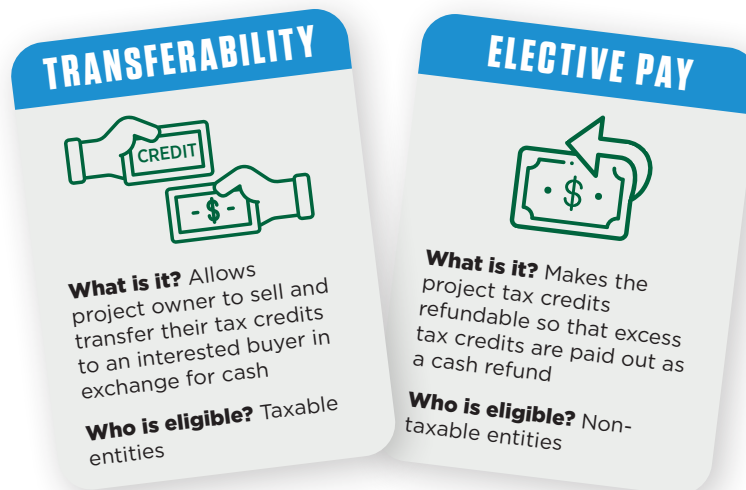 TRANSFERABILITY
CREDIT
- $ -
What is it? Allows
project owner to sell and
transfer their tax credits
to an interested buyer in
exchange for cash
Who is eligible? Taxable
entities
ELECTIVE PAY
$
What is it? Makes the
project tax credits
refundable so that excess
tax credits are paid out as
a cash refund
Who is eligible? Non-
taxable entities